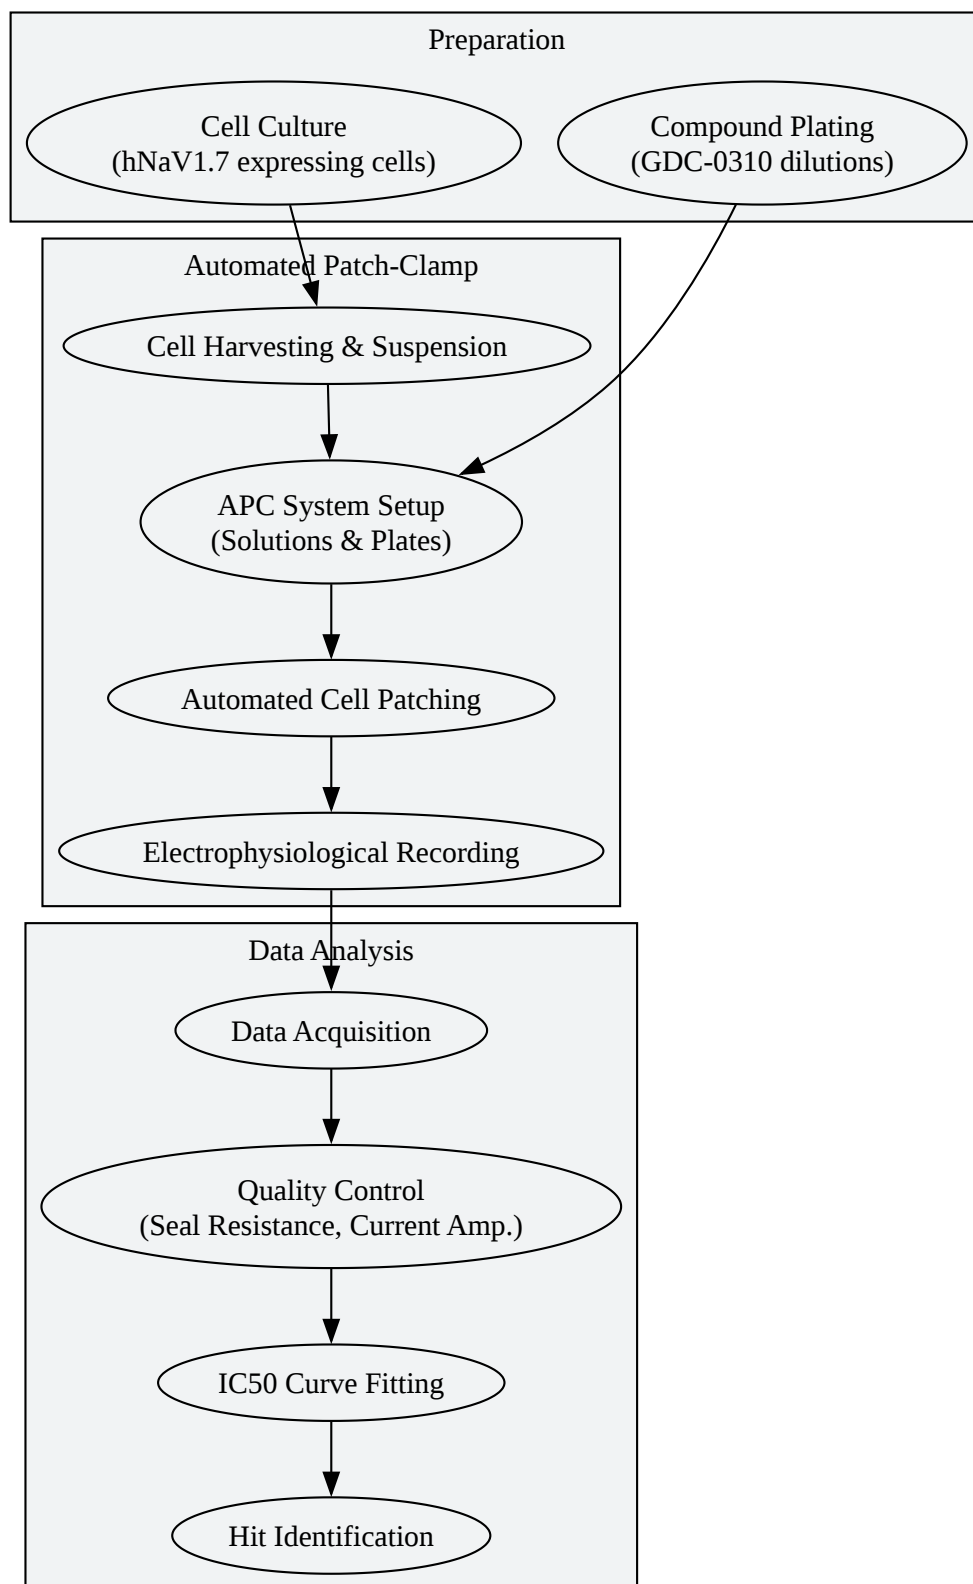 Preparation
Cell Culture
(hNaV1.7 expressing cells)
Compound Plating
(GDC-0310 dilutions)
Automated Patch-Clamp
Cell Harvesting & Suspension
APC System Setup
(Solutions & Plates)
Automated Cell Patching
Electrophysiological Recording
Data Analysis
Data Acquisition
Quality Control
(Seal Resistance, Current Amp.)
IC50 Curve Fitting
Hit Identification